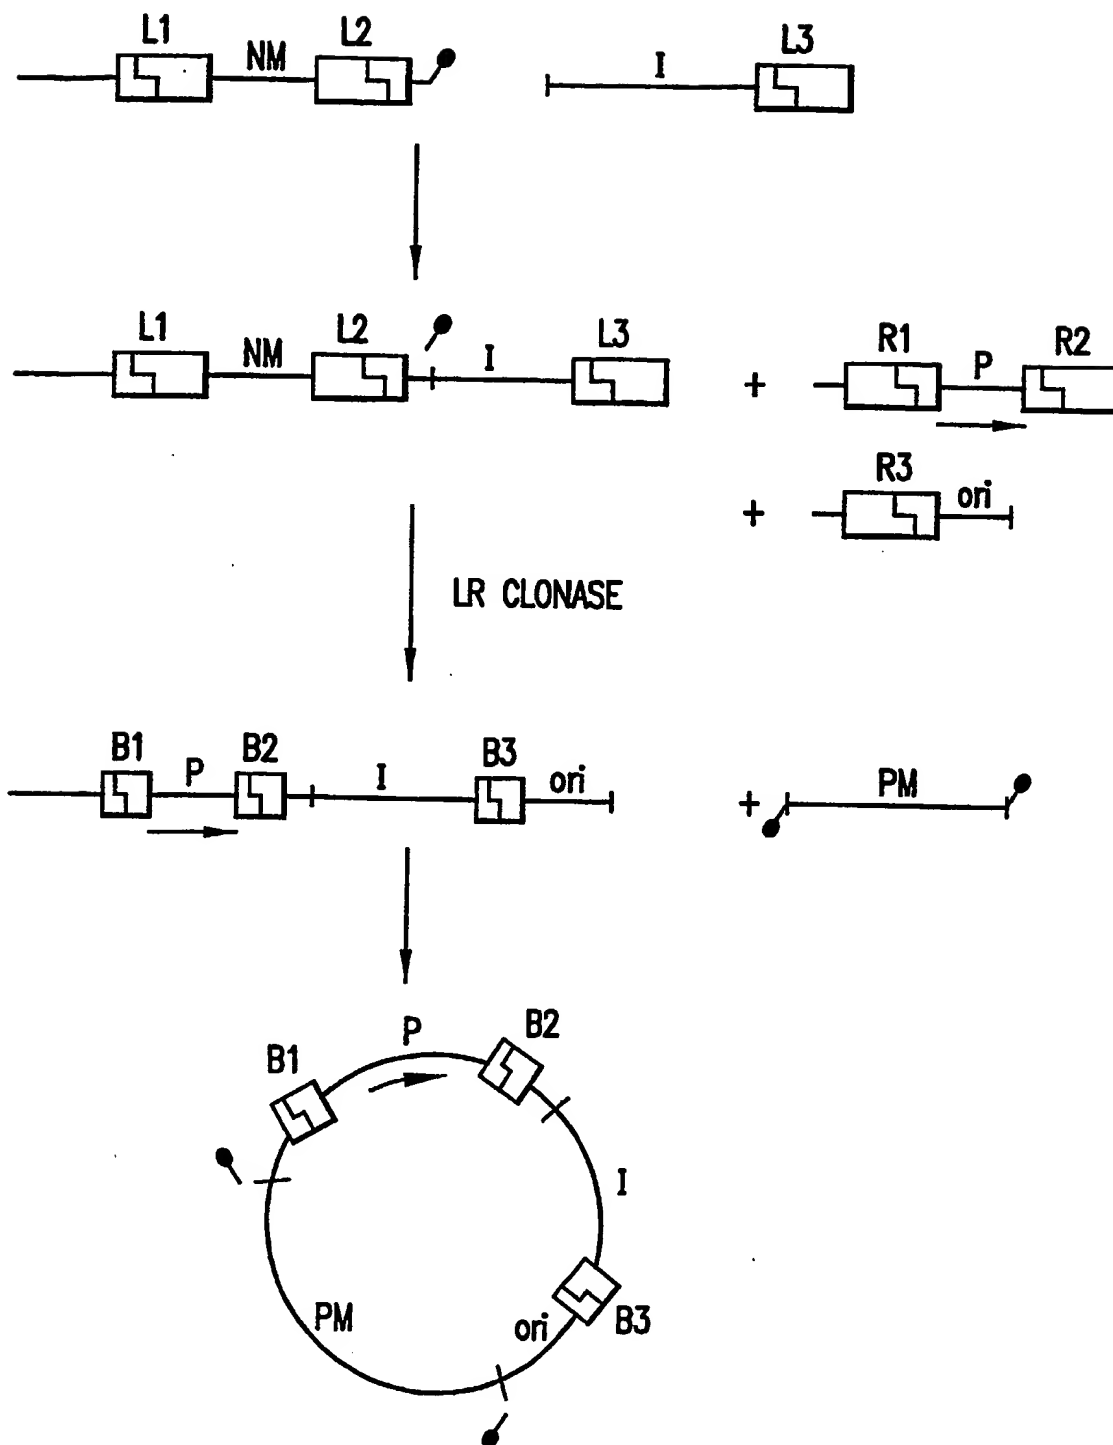 L1 NM L2 I L3
L1 NM L2 I L3 + R1 P R2
+ R3 ori
LR CLONASE
B1 P B2 I B3 ori + PM
P
B1 B2
I
PM ori B3